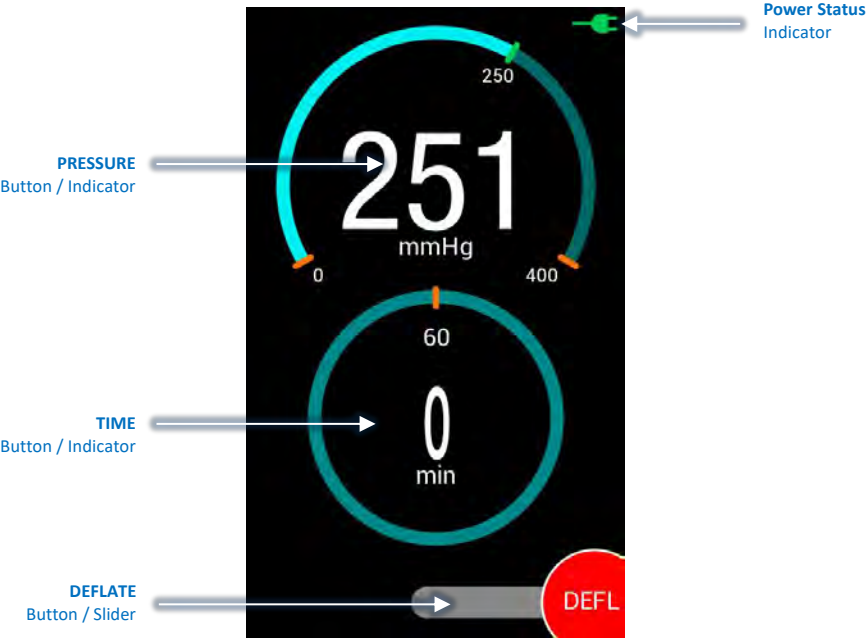 Power Status
Indicator
250
PRESSURE
Button / Indicator
251
mmHg
0
400
60
TIME
Button / Indicator
0
min
DEFLATE
Button / Slider
DEFL